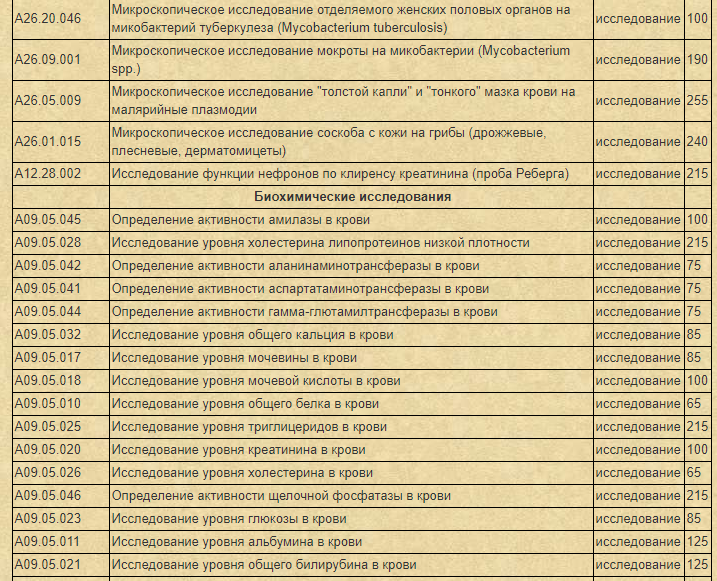 A26.20.046 Микроскопическое исследование отделяемого женских половых органов на исследование 100
микобактерий туберкулеза (Mycobacterium tuberculosis)
A26.09.001 Микроскопическое исследование мокроты на микобактерии (Mycobacterium исследование 190
spp.)
A26.05.009 Микроскопическое исследование "толстой капли" и "тонкого" мазка крови на исследование 255
малярийные плазмодии
A26.01.015 Микроскопическое исследование соскоба с кожи на грибы (дрожжевые, исследование 240
плесневые, дерматомицеты)
A12.28.002 Исследование функции нефронов по клиренсу креатинина (проба Реберга) исследование 215
Биохимические исследования
A09.05.045 Определение активности амилазы в крови исследование 100
A09.05.028 Исследование уровня холестерина липопротеинов низкой плотности исследование 215
A09.05.042 Определение активности аланинаминотрансферазы в крови исследование 75
A09.05.041 Определение активности аспартатаминотрансферазы в крови исследование 75
A09.05.044 Определение активности гамма-глютамилтрансферазы в крови исследование 75
A09.05.032 Исследование уровня общего кальция в крови исследование 85
A09.05.017 Исследование уровня мочевины в крови исследование 85
A09.05.018 Исследование уровня мочевой кислоты в крови исследование 100
A09.05.010 Исследование уровня общего белка в крови исследование 65
A09.05.025 Исследование уровня триглицеридов в крови исследование 215
A09.05.020 Исследование уровня креатинина в крови исследование 100
A09.05.026 Исследование уровня холестерина в крови исследование 65
A09.05.046 Определение активности щелочной фосфатазы в крови исследование 215
A09.05.023 Исследование уровня глюкозы в крови исследование 85
A09.05.011 Исследование уровня альбумина в крови исследование 125
A09.05.021 Исследование уровня общего билирубина в крови исследование 125